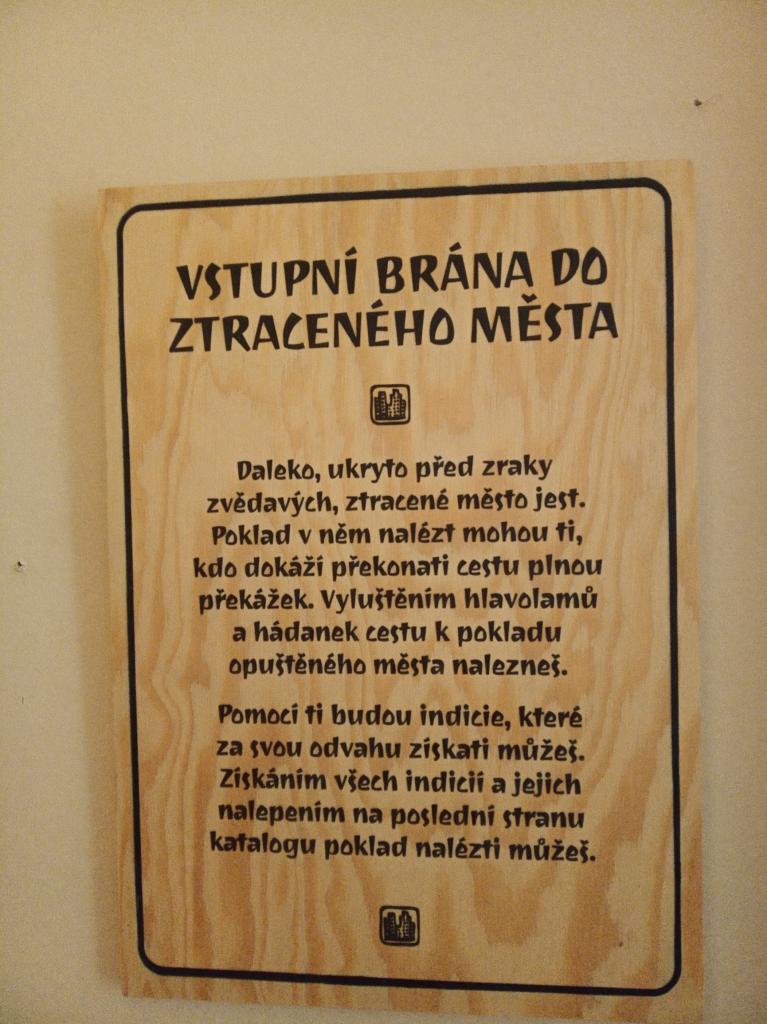 VSTUPNÍ BRÁNA DO
ZTRACENÉHO MĚSTA
Daleko, ukryto před zraky
zvědavých, ztracené město jest.
Poklad v něm nalézt mohou ti,
kdo dokáží překonati cestu plnou
překážek. Vyluštěním hlavolamů
a hádanek cestu k pokladu
opuštěného města nalezneš.
Pomocí ti budou indicie, které
za svou odvahu získati můžeš.
Získáním všech indicií a jejich
nalepením na poslední stranu
katalogu poklad nalézti můžeš.